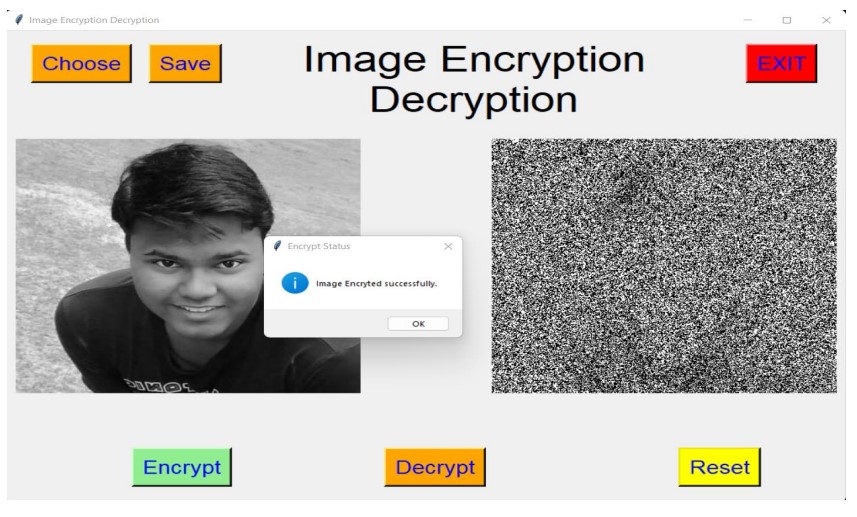 Image Encryption Decryption
Choose
Save
Image Encryption
Decryption
EXIT
Encrypt Status
Image Encryted successfully.
OK
Encrypt
Decrypt
Reset